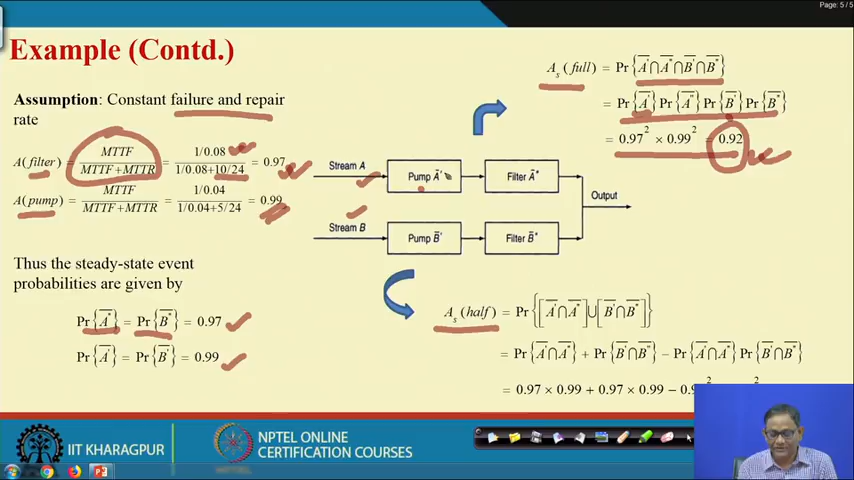 Page: 5 / 5
Example (Contd.)
Assumption: Constant failure and repair
rate
A(filter) = MTTF / MTTF+MTTR = 1/0.08 / 1/0.08+10/24 = 0.97
A(pump) = MTTF / MTTF+MTTR = 1/0.04 / 1/0.04+5/24 = 0.99
Thus the steady-state event
probabilities are given by
Pr{A̅"} = Pr{B̅"} = 0.97
Pr{A̅'} = Pr{B̅'} = 0.99
A_s(full) = Pr{A̅'∩A̅"∩B̅'∩B̅"}
= Pr{A̅'} Pr{A̅"} Pr{B̅'} Pr{B̅"}
= 0.97² × 0.99² = 0.92
Stream A
Pump A̅'
Filter A̅"
Output
Stream B
Pump B̅'
Filter B̅"
A_s(half) = Pr{[A̅'∩A̅"]∪[B̅'∩B̅"]}
= Pr{A̅'∩A̅"} + Pr{B̅'∩B̅"} − Pr{A̅'∩A̅"} Pr{B̅'∩B̅"}
= 0.97 × 0.99 + 0.97 × 0.99 −
IIT KHARAGPUR
NPTEL ONLINE
CERTIFICATION COURSES